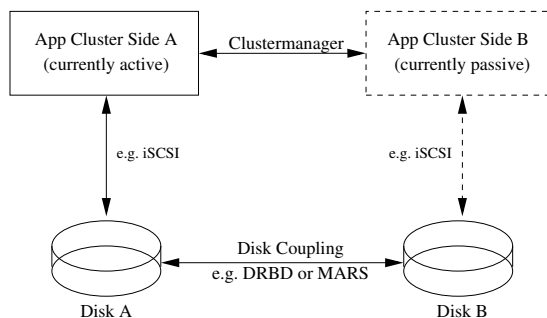 App Cluster Side A
(currently active)
Clustermanager
App Cluster Side B
(currently passive)
e.g. iSCSI
e.g. iSCSI
Disk Coupling
e.g. DRBD or MARS
Disk A
Disk B